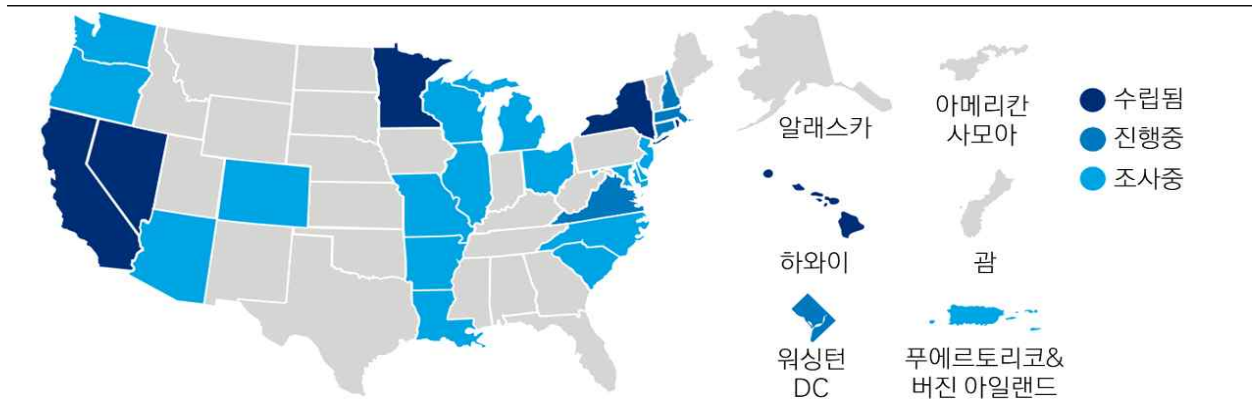 알래스카
아메리칸
사모아
수립됨
진행중
조사중
하와이
괌
워싱턴
DC
푸에르토리코&
버진 아일랜드